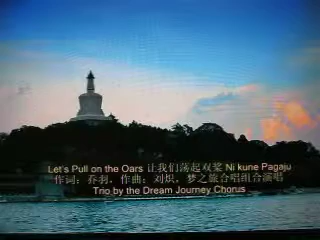 Let's Pull on the Oars 让我们荡起双桨 Ni kune Pagaju
作词：乔羽，作曲：刘炽，梦之旅合唱组合演唱
Trio by the Dream Journey Chorus